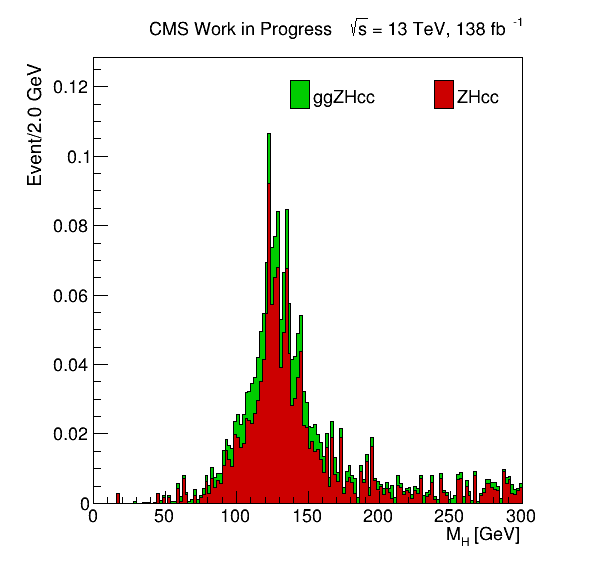 CMS Work in Progress √s = 13 TeV, 138 fb⁻¹
Event/2.0 GeV
ggZHcc ZHcc
0.12
0.1
0.08
0.06
0.04
0.02
0
0 50 100 150 200 250 300
M_H [GeV]